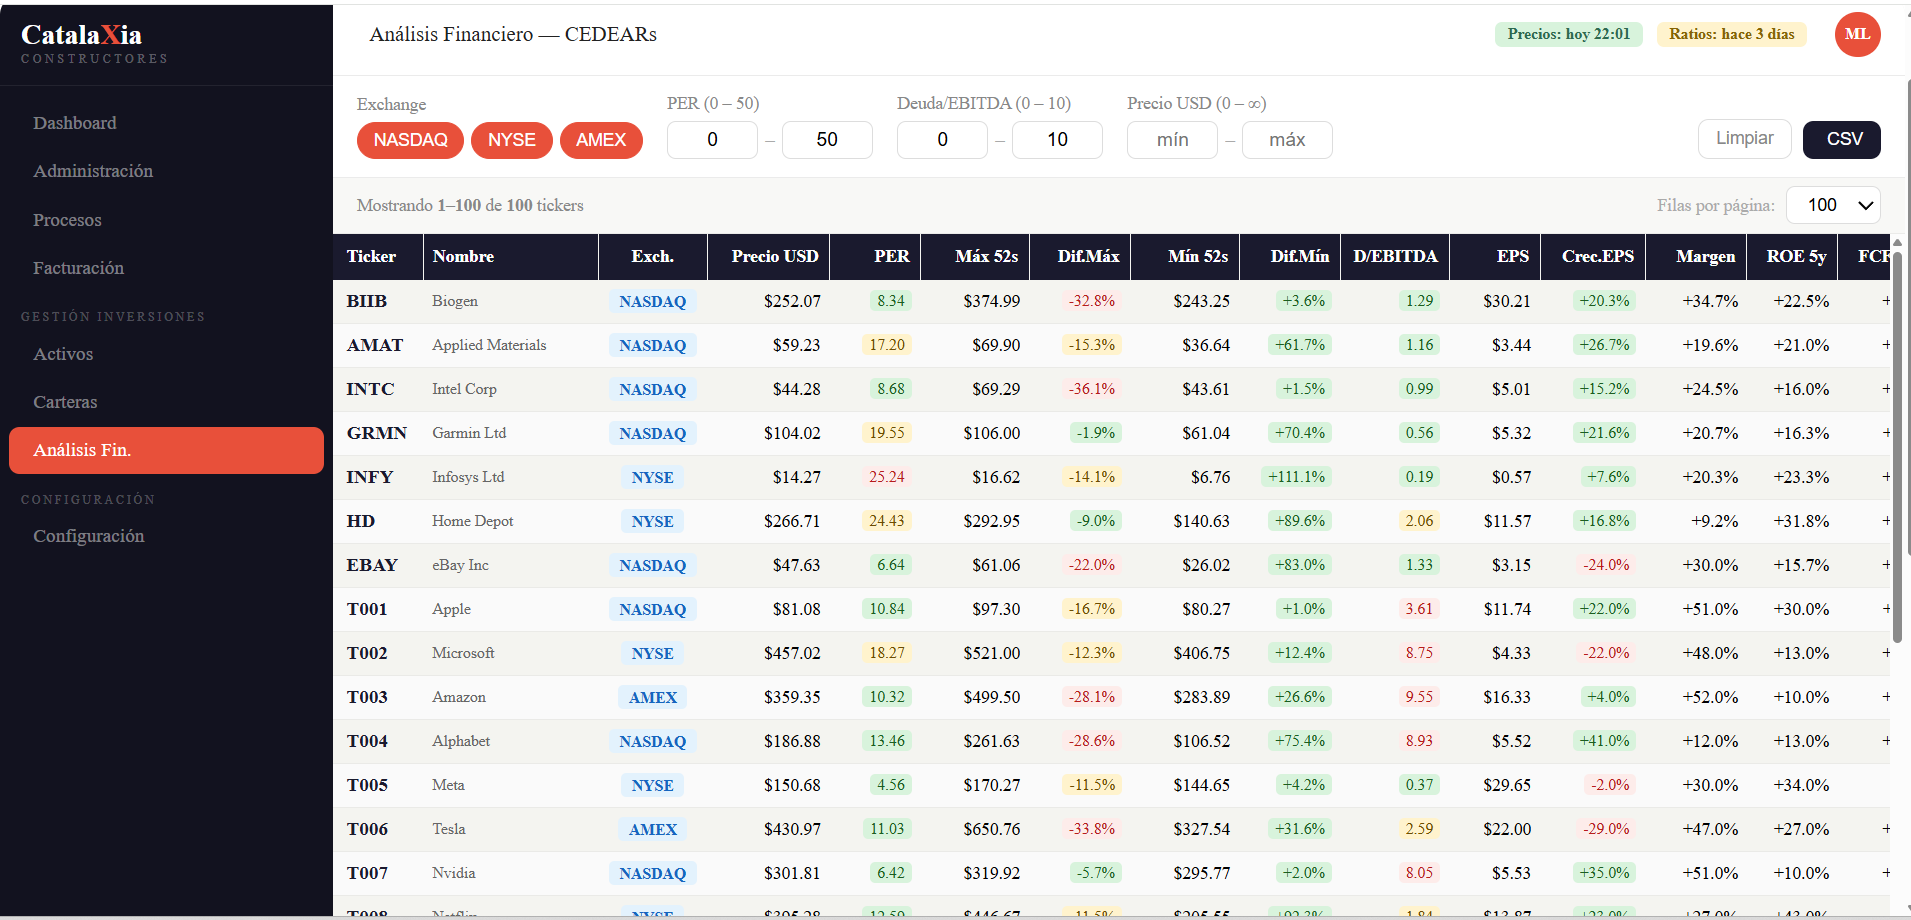 CatalaXia
CONSTRUCTORES
Dashboard
Administración
Procesos
Facturación
GESTIÓN INVERSIONES
Activos
Carteras
Análisis Fin.
CONFIGURACIÓN
Configuración
Análisis Financiero — CEDEARs
Precios: hoy 22:01
Ratios: hace 3 días
ML
Exchange
NASDAQ NYSE AMEX
PER (0 – 50)
0 – 50
Deuda/EBITDA (0 – 10)
0 – 10
Precio USD (0 – ∞)
mín – máx
Limpiar
CSV
Mostrando 1–100 de 100 tickers
Filas por página: 100
Ticker Nombre Exch. Precio USD PER Máx 52s Dif.Máx Mín 52s Dif.Mín D/EBITDA EPS Crec.EPS Margen ROE 5y FCF
BIIB Biogen NASDAQ $252.07 8.34 $374.99 -32.8% $243.25 +3.6% 1.29 $30.21 +20.3% +34.7% +22.5% +
AMAT Applied Materials NASDAQ $59.23 17.20 $69.90 -15.3% $36.64 +61.7% 1.16 $3.44 +26.7% +19.6% +21.0% +
INTC Intel Corp NASDAQ $44.28 8.68 $69.29 -36.1% $43.61 +1.5% 0.99 $5.01 +15.2% +24.5% +16.0% +
GRMN Garmin Ltd NASDAQ $104.02 19.55 $106.00 -1.9% $61.04 +70.4% 0.56 $5.32 +21.6% +20.7% +16.3% +
INFY Infosys Ltd NYSE $14.27 25.24 $16.62 -14.1% $6.76 +111.1% 0.19 $0.57 +7.6% +20.3% +23.3% +
HD Home Depot NYSE $266.71 24.43 $292.95 -9.0% $140.63 +89.6% 2.06 $11.57 +16.8% +9.2% +31.8% +
EBAY eBay Inc NASDAQ $47.63 6.64 $61.06 -22.0% $26.02 +83.0% 1.33 $3.15 -24.0% +30.0% +15.7% +
T001 Apple NASDAQ $81.08 10.84 $97.30 -16.7% $80.27 +1.0% 3.61 $11.74 +22.0% +51.0% +30.0% +
T002 Microsoft NYSE $457.02 18.27 $521.00 -12.3% $406.75 +12.4% 8.75 $4.33 -22.0% +48.0% +13.0% +
T003 Amazon AMEX $359.35 10.32 $499.50 -28.1% $283.89 +26.6% 9.55 $16.33 +4.0% +52.0% +10.0% +
T004 Alphabet NASDAQ $186.88 13.46 $261.63 -28.6% $106.52 +75.4% 8.93 $5.52 +41.0% +12.0% +13.0% +
T005 Meta NYSE $150.68 4.56 $170.27 -11.5% $144.65 +4.2% 0.37 $29.65 -2.0% +30.0% +34.0%
T006 Tesla AMEX $430.97 11.03 $650.76 -33.8% $327.54 +31.6% 2.59 $22.00 -29.0% +47.0% +27.0% +
T007 Nvidia NASDAQ $301.81 6.42 $319.92 -5.7% $295.77 +2.0% 8.05 $5.53 +35.0% +51.0% +10.0% +